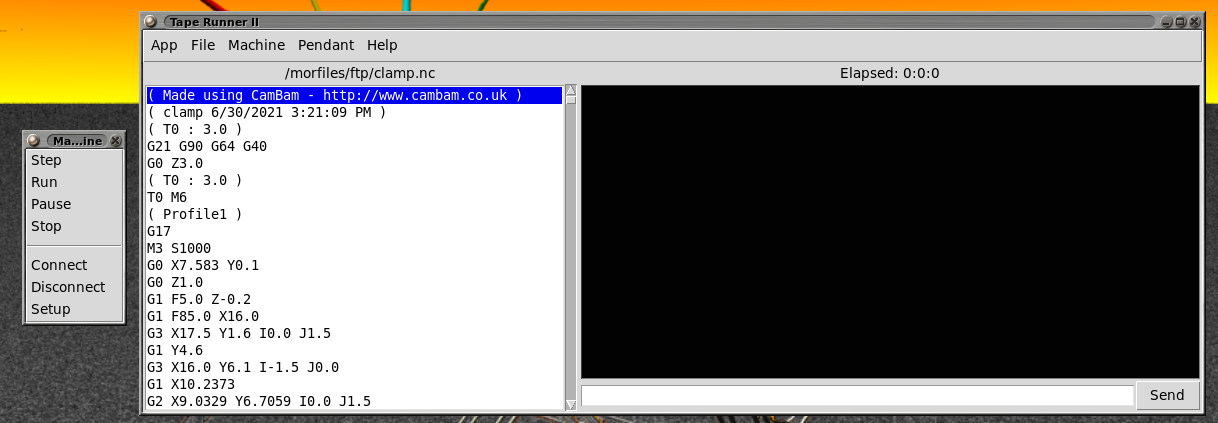 Tape Runner II
App File Machine Pendant Help
/morfiles/ftp/clamp.nc
Elapsed: 0:0:0
( Made using CamBam - http://www.cambam.co.uk )
( clamp 6/30/2021 3:21:09 PM )
( T0 : 3.0 )
G21 G90 G64 G40
G0 Z3.0
( T0 : 3.0 )
T0 M6
( Profile1 )
G17
M3 S1000
G0 X7.583 Y0.1
G0 Z1.0
G1 F5.0 Z-0.2
G1 F85.0 X16.0
G3 X17.5 Y1.6 I0.0 J1.5
G1 Y4.6
G3 X16.0 Y6.1 I-1.5 J0.0
G1 X10.2373
G2 X9.0329 Y6.7059 I0.0 J1.5
Send
Ma...ine
Step
Run
Pause
Stop
Connect
Disconnect
Setup